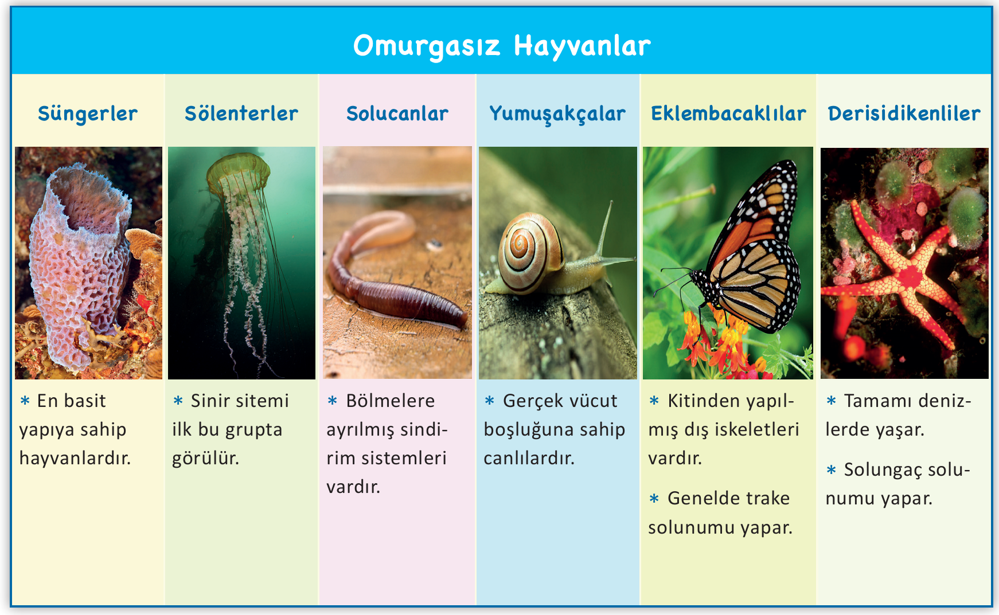 Omurgasız Hayvanlar
Süngerler
* En basit
yapıya sahip
hayvanlardır.
Sölenterler
* Sinir sitemi
ilk bu grupta
görülür.
Solucanlar
* Bölmelere
ayrılmış sindi-
rim sistemleri
vardır.
Yumuşakçalar
* Gerçek vücut
boşluğuna sahip
canlılardır.
Eklembacaklılar
* Kitinden yapıl-
mış dış iskeletleri
vardır.
* Genelde trake
solunumu yapar.
Derisidikenliler
* Tamamı deniz-
lerde yaşar.
* Solungaç solu-
numu yapar.